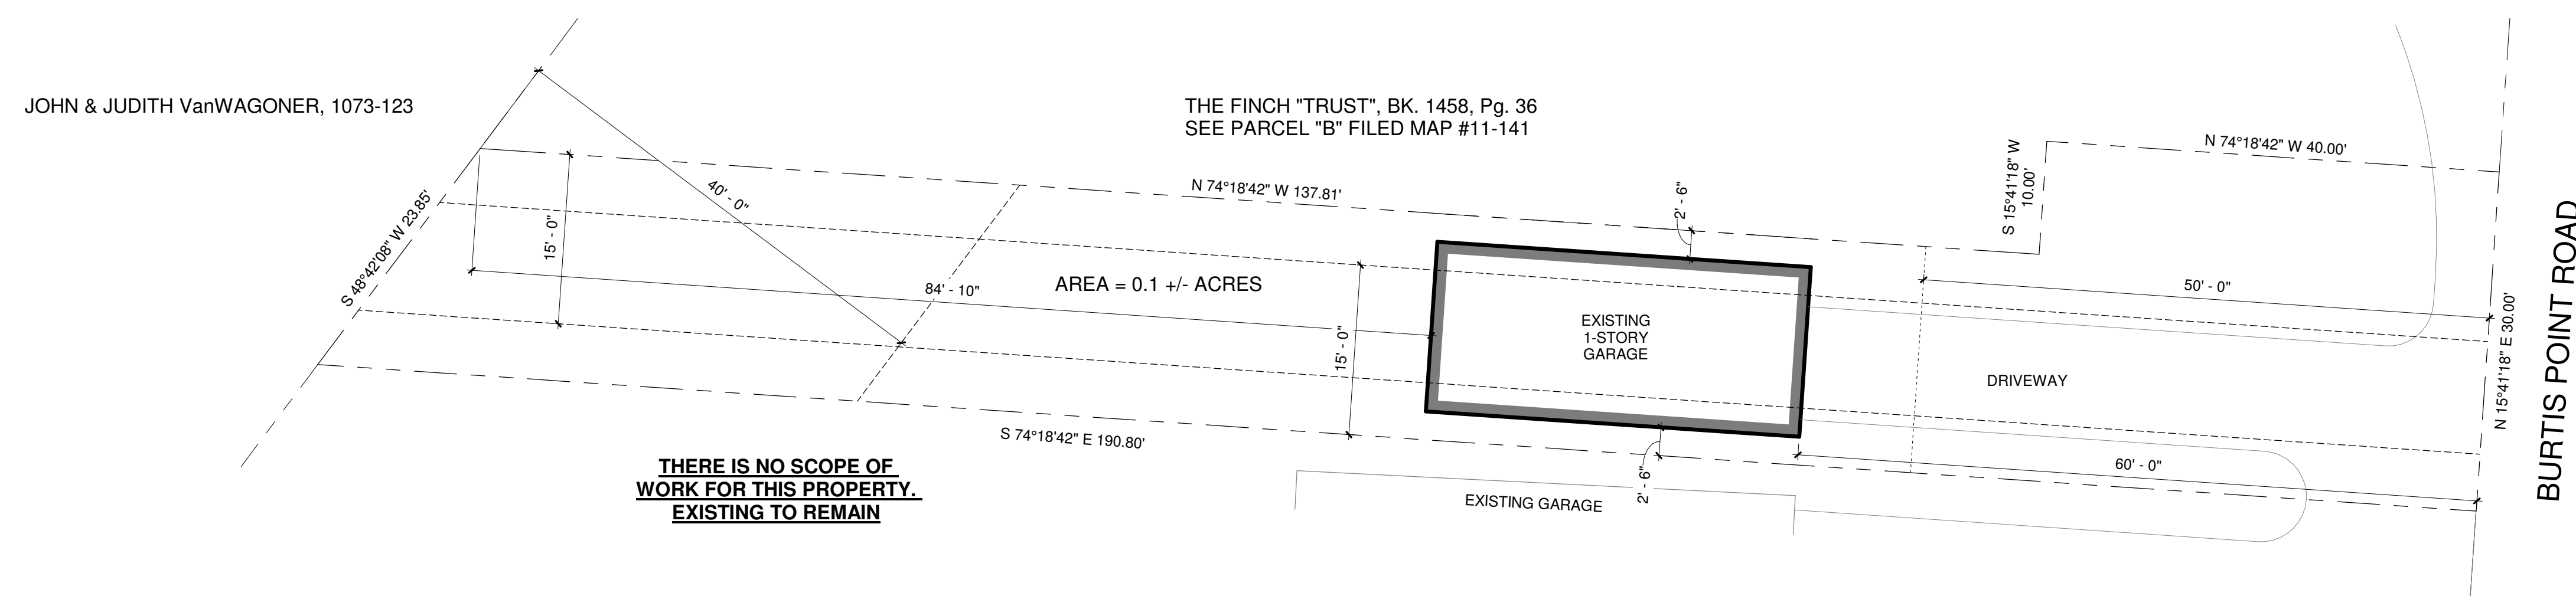 JOHN & JUDITH VanWAGONER, 1073-123
THE FINCH "TRUST", BK. 1458, Pg. 36
SEE PARCEL "B" FILED MAP #11-141
S 15°41'18" W
10.00'
N 74°18'42" W 40.00'
N 74°18'42" W 137.81'
2' - 6"
40' - 0"
15' - 0"
S 48°42'08" W 23.85'
84' - 10"
AREA = 0.1 +/- ACRES
15' - 0"
EXISTING
1-STORY
GARAGE
50' - 0"
DRIVEWAY
N 15°41'18" E 30.00'
BURTIS POINT ROAD
S 74°18'42" E 190.80'
60' - 0"
2' - 6"
THERE IS NO SCOPE OF
WORK FOR THIS PROPERTY.
EXISTING TO REMAIN
EXISTING GARAGE